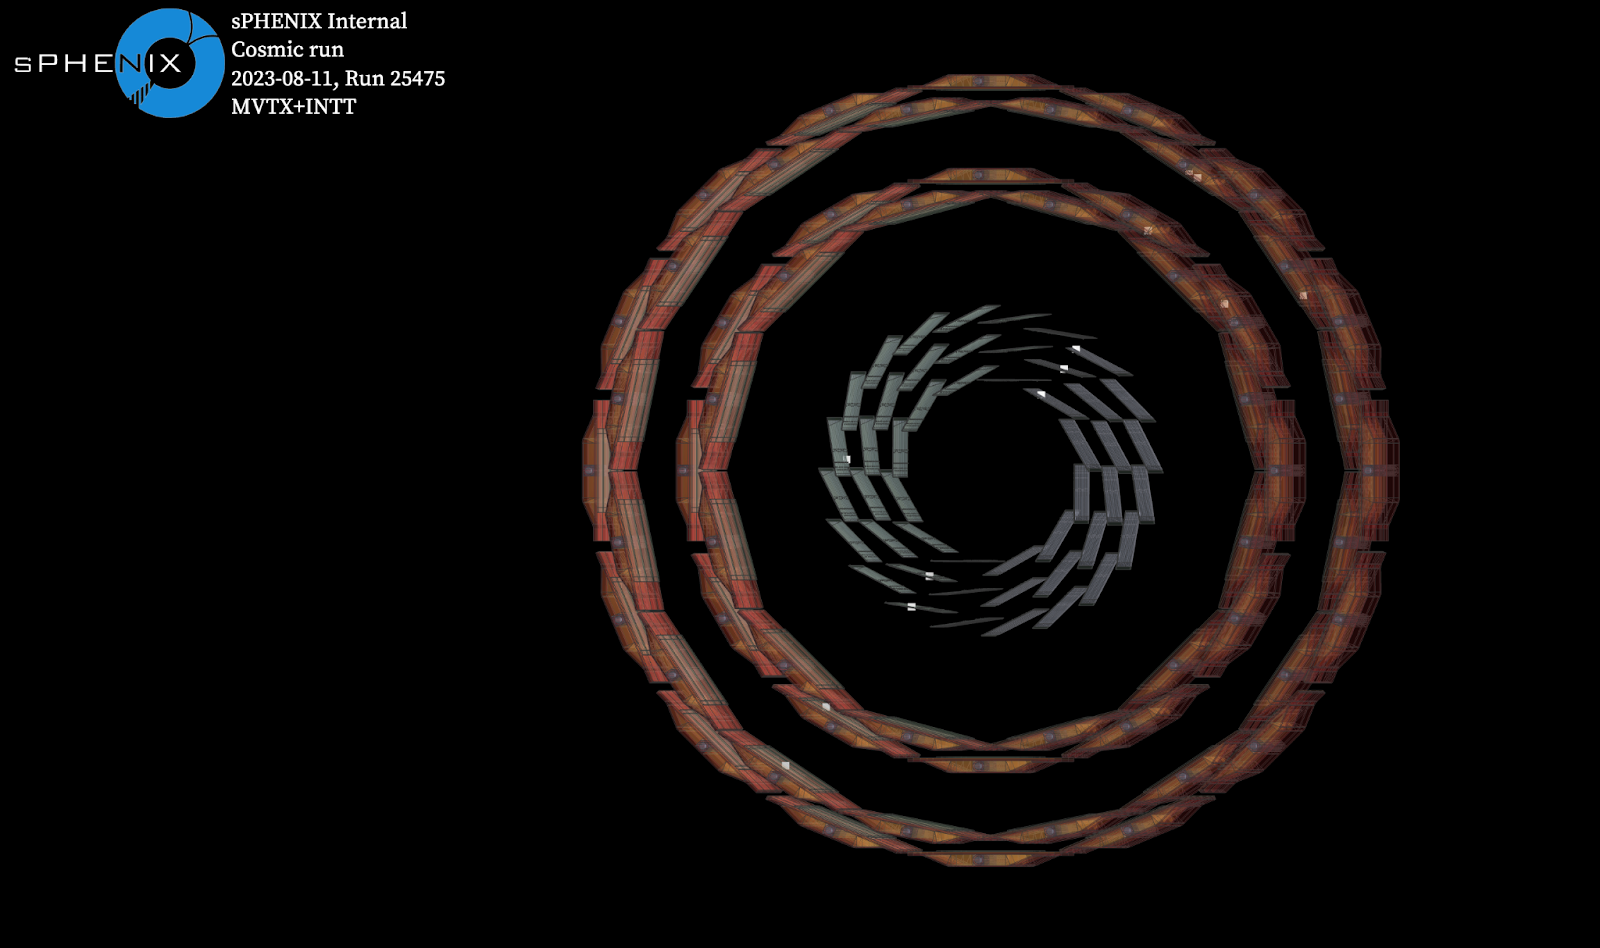 sPHENIX
sPHENIX Internal
Cosmic run
2023-08-11, Run 25475
MVTX+INTT